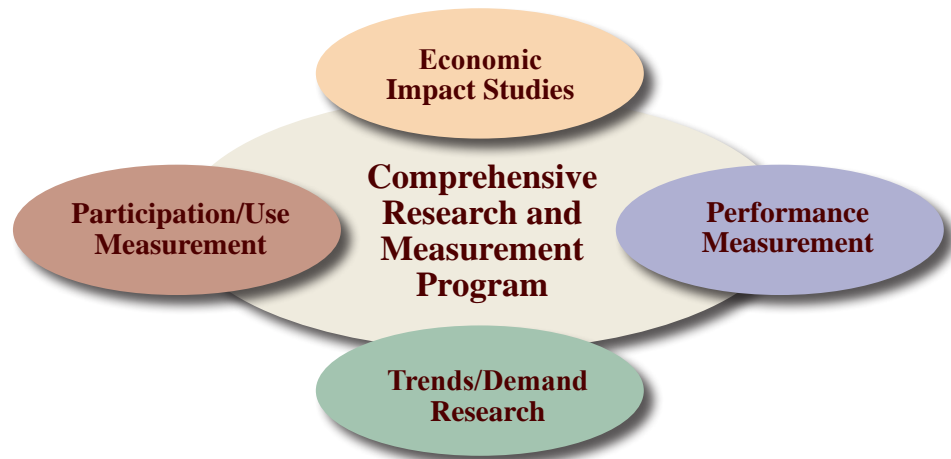 Economic
Impact Studies
Comprehensive
Research and
Measurement
Program
Participation/Use
Measurement
Performance
Measurement
Trends/Demand
Research